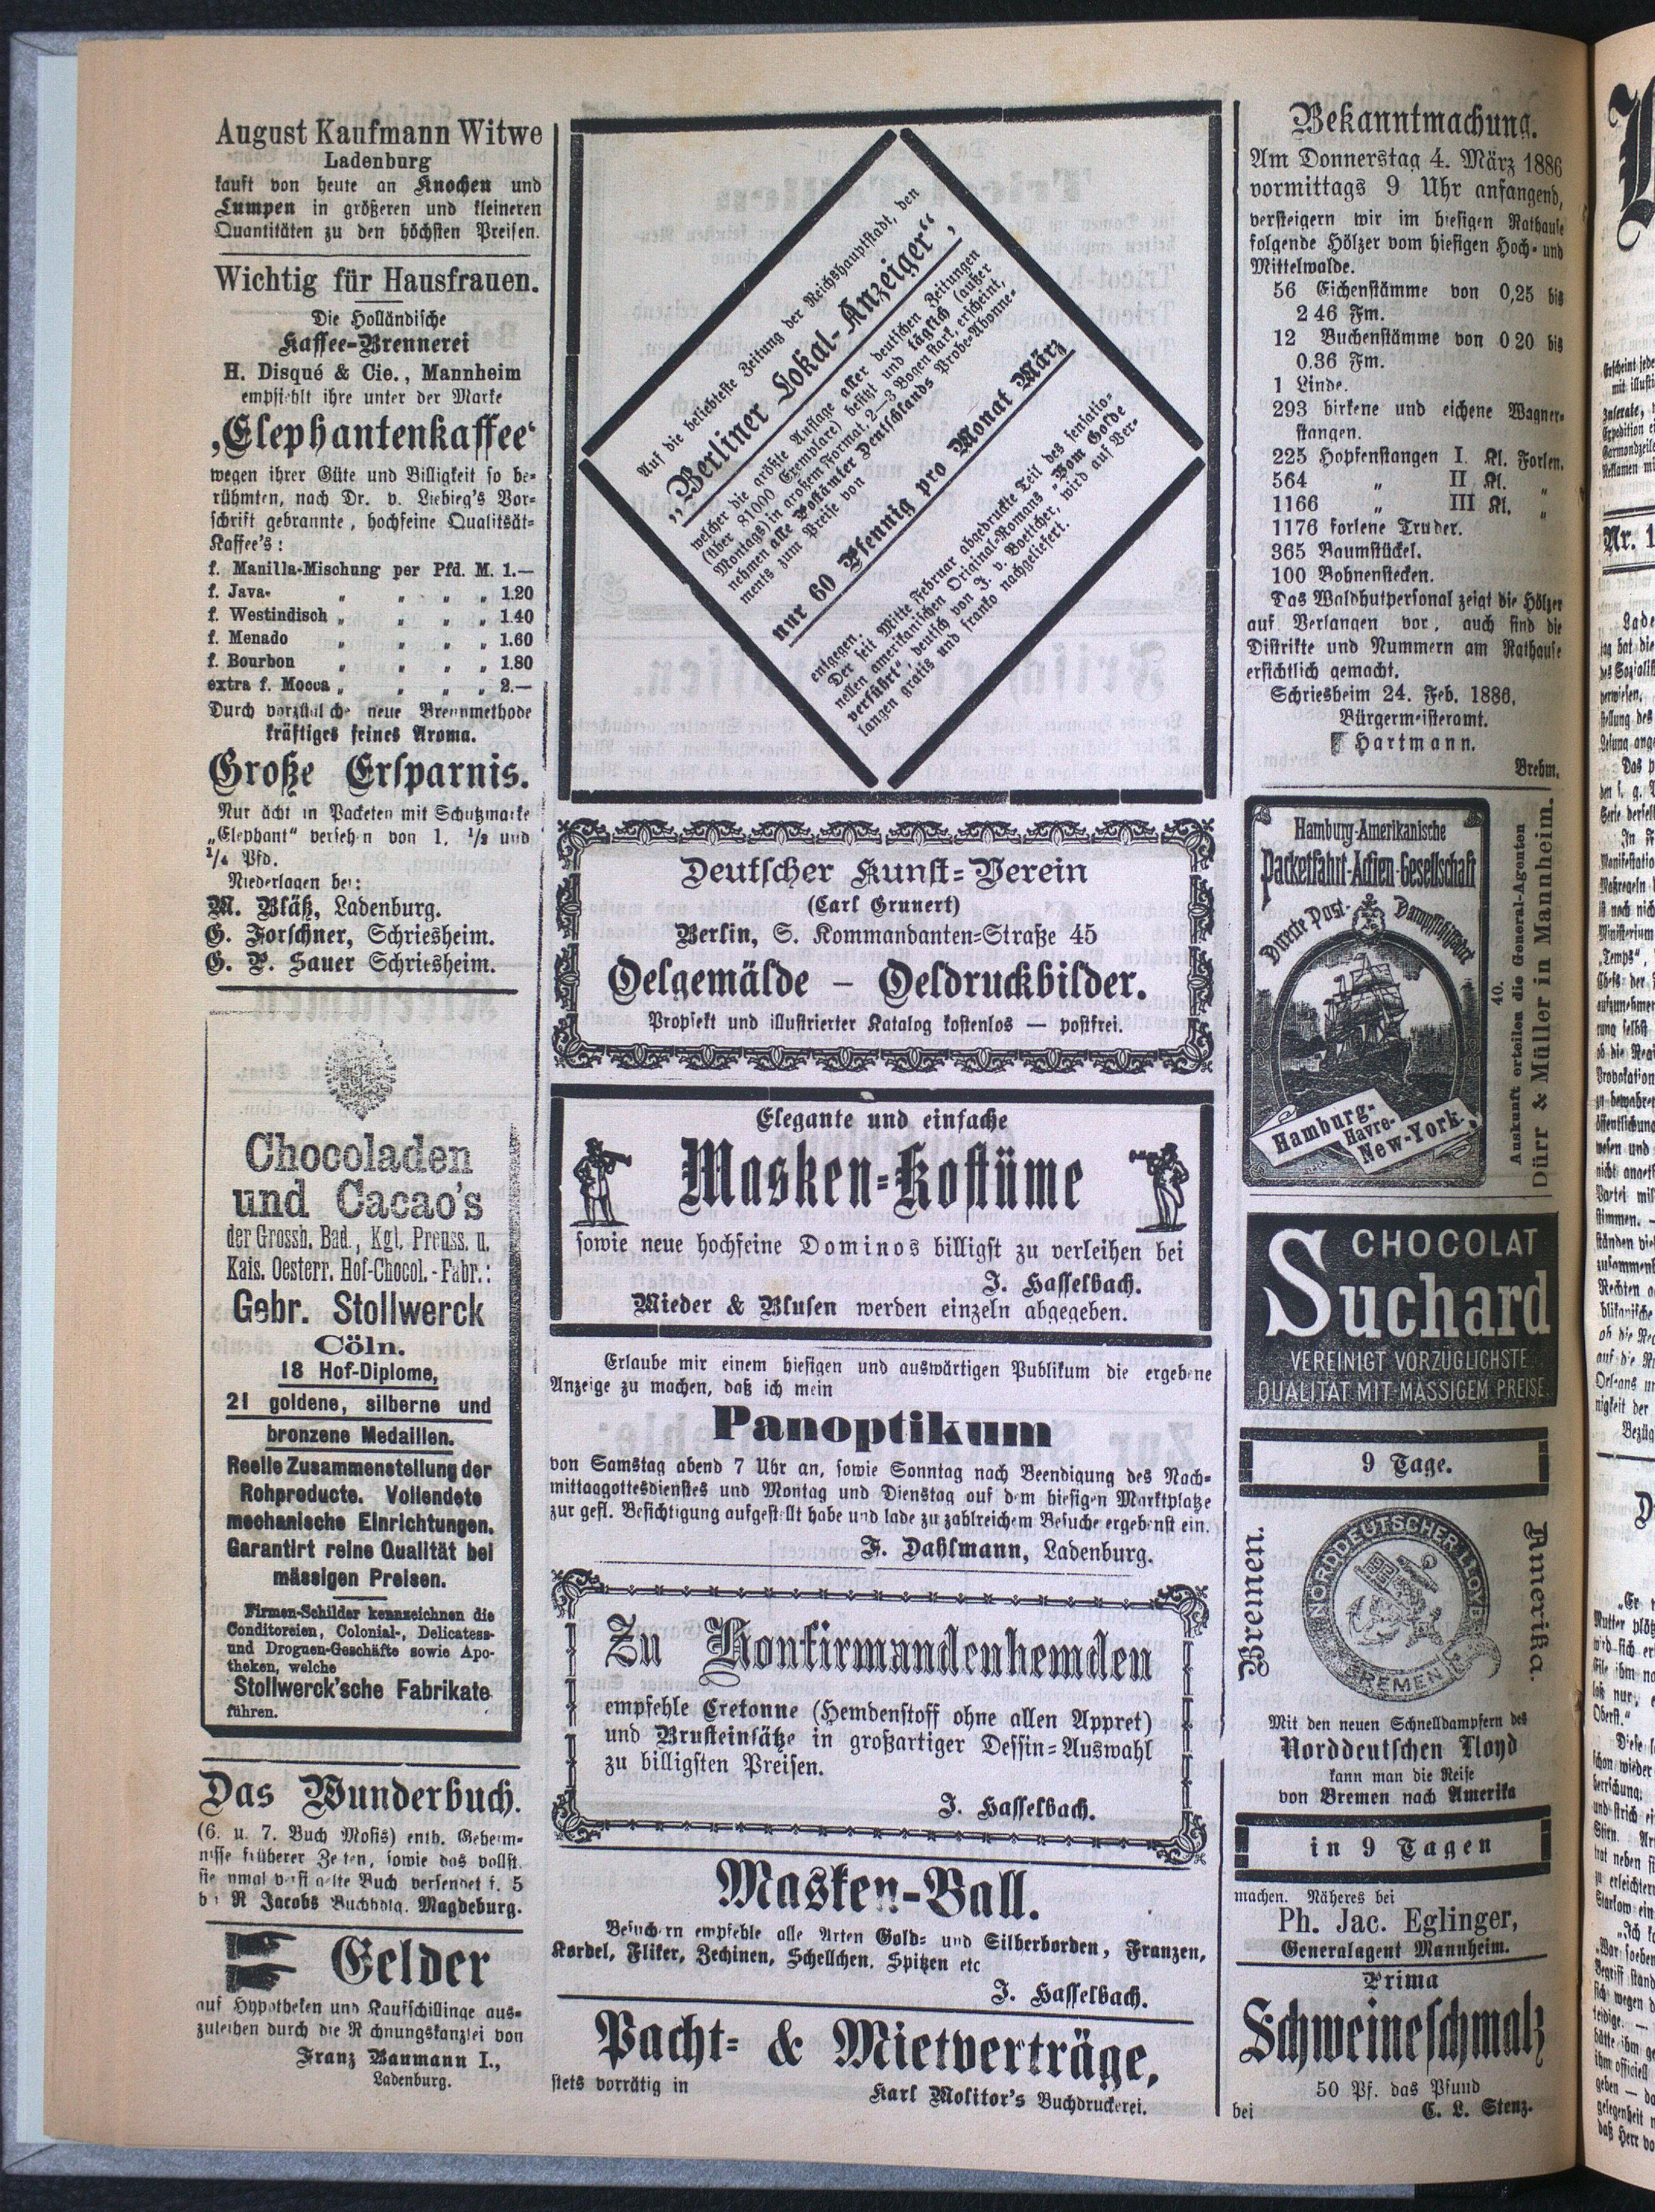 August Kaufmann Witwe
Ladenburg
kauft von heute an Knochen und
Lumpen in größeren und kleineren
Quantitäten zu den höchsten Preisen.
Wichtig für Hausfrauen.
Die Holländische
Kaffee-Brennerei
H. Disqué & Cie., Mannheim
empfiehlt ihre unter der Marke
‚Elephantenkaffee‘
wegen ihrer Güte und Billigkeit so be-
rühmten, nach Dr. v. Liebieg's Vor-
schrift gebrannte, hochfeine Qualitsät-
Kaffee's:
f. Manilla-Mischung per Pfd. M. 1.—
f. Java- „ „ „ „ 1.20
f. Westindisch „ „ „ „ 1.40
f. Menado „ „ „ „ 1.60
f. Bourbon „ „ „ „ 1.80
extra f. Mocca „ „ „ „ 2.—
Durch vorzügliche neue Brennmethode
kräftiges feines Aroma.
Große Ersparnis.
Nur ächt in Packeten mit Schutzmarke
„Elephant“ versehen von 1, 1/2 und
1/4 Pfd.
Niederlagen bei:
M. Bläß, Ladenburg.
G. Forschner, Schriesheim.
G. P. Sauer Schriesheim.
Chocoladen
und Cacao's
der Grossh. Bad., Kgl. Preuss. u.
Kais. Oesterr. Hof-Chocol.-Fabr.:
Gebr. Stollwerck
Cöln.
18 Hof-Diplome,
21 goldene, silberne und
bronzene Medaillen.
Reelle Zusammenstellung der
Rohproducte. Vollendete
mechanische Einrichtungen.
Garantirt reine Qualität bei
mässigen Preisen.
Firmen-Schilder kennzeichnen die
Conditoreien, Colonial-, Delicatess-
und Droguen-Geschäfte sowie Apo-
theken, welche
Stollwerck'sche Fabrikate
führen.
Das Wunderbuch.
(6. u. 7. Buch Mosis) enth. Geheim-
nisse früherer Zeiten, sowie das vollst.
siebenmal versiegelte Buch versendet f. 5
bei R Jacobs Buchhdlg. Magdeburg.
Gelder
auf Hypotheken und Kaufschillinge aus-
zuleihen durch die Rechnungskanzlei von
Franz Baumann I.,
Ladenburg.
Auf die beliebteste Zeitung der Reichshauptstadt, den
„Berliner Lokal-Anzeiger“,
welcher die größte Auflage aller deutschen Zeitungen
(über 81000 Exemplare) besitzt und täglich (außer
Montags) in großem Format, 2—3 Bogen stark, erscheint,
nehmen alle Postämter Deutschlands Probe-Abonne-
ments zum Preise von
nur 60 Pfennig pro Monat März
entgegen.
Der seit Mitte Februar abgedruckte Teil des sensatio-
nellen amerikanischen Original-Romans „Vom Golde
verführt“, deutsch von J. v. Boettcher, wird auf Ver-
langen gratis und franko nachgeliefert.
Deutscher Kunst-Verein
(Carl Grunert)
Berlin, S. Kommandanten-Straße 45
Oelgemälde – Oeldruckbilder.
Prospekt und illustrierter Katalog kostenlos — postfrei.
Elegante und einfache
Masken-Kostüme
sowie neue hochfeine Dominos billigst zu verleihen bei
J. Hasselbach.
Mieder & Blusen werden einzeln abgegeben.
Erlaube mir einem hiesigen und auswärtigen Publikum die ergebene
Anzeige zu machen, daß ich mein
Panoptikum
von Samstag abend 7 Uhr an, sowie Sonntag nach Beendigung des Nach-
mittaggottesdienstes und Montag und Dienstag auf dem hiesigen Marktplatze
zur gefl. Besichtigung aufgestellt habe und lade zu zahlreichem Besuche ergebenst ein.
F. Dahlmann, Ladenburg.
Zu Konfirmandenhemden
empfehle Cretonne (Hemdenstoff ohne allen Appret)
und Brusteinsätze in großartiger Dessin-Auswahl
zu billigsten Preisen.
J. Hasselbach.
Masken-Ball.
Besuchern empfehle alle Arten Gold- und Silberborden, Franzen,
Kordel, Fliker, Zechinen, Schellchen, Spitzen etc
J. Hasselbach.
Pacht- & Mietverträge,
stets vorrätig in
Karl Molitor's Buchdruckerei.
Bekanntmachung.
Am Donnerstag 4. März 1886
vormittags 9 Uhr anfangend,
versteigern wir im hiesigen Rathause
folgende Hölzer vom hiesigen Hoch- und
Mittelwalde.
56 Eichenstämme von 0,25 bis
2 46 Fm.
12 Buchenstämme von 0 20 bis
0.36 Fm.
1 Linde.
293 birkene und eichene Wagner-
stangen.
225 Hopfenstangen I. Kl. Forlen.
564 „ II Kl. „
1166 „ III Kl. „
1176 forlene Truder.
365 Baumstückel.
100 Bohnenstecken.
Das Waldhutpersonal zeigt die Hölzer
auf Verlangen vor, auch sind die
Distrikte und Nummern am Rathause
ersichtlich gemacht.
Schriesheim 24. Feb. 1886.
Bürgermeisteramt.
Hartmann.
Brehm.
Hamburg-Amerikanische
Packetfahrt-Actien-Gesellschaft
Directe Post- Dampfschiffahrt
Hamburg-
Havre-
New-York.
40.
Auskunft erteilen die General-Agenten
Dürr & Müller in Mannheim.
CHOCOLAT
Suchard
VEREINIGT VORZÜGLICHSTE
QUALITÄT MIT MÄSSIGEM PREISE
9 Tage.
Bremen
NORDDEUTSCHER LLOYD
BREMEN
Amerika.
Mit den neuen Schnelldampfern des
Norddeutschen Lloyd
kann man die Reise
von Bremen nach Amerika
in 9 Tagen
machen. Näheres bei
Ph. Jac. Eglinger,
Generalagent Mannheim.
Prima
Schweineschmalz
50 Pf. das Pfund
bei C. L. Stenz.
Nr. 1